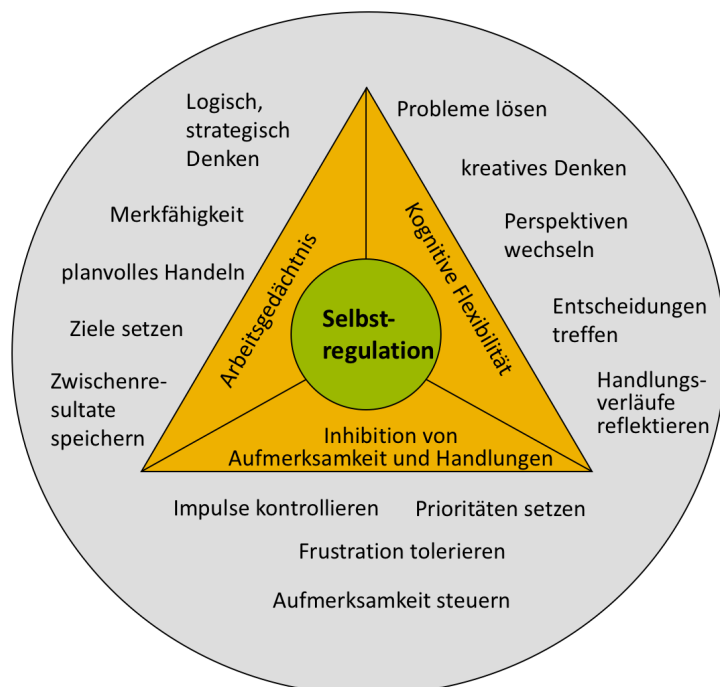 Logisch,
strategisch
Denken
Merkfähigkeit
planvolles Handeln
Ziele setzen
Zwischenre-
sultate
speichern
Probleme lösen
kreatives Denken
Perspektiven
wechseln
Entscheidungen
treffen
Handlungs-
verläufe
reflektieren
Arbeitsgedächtnis
Kognitive Flexibilität
Selbst-
regulation
Inhibition von
Aufmerksamkeit und Handlungen
Impulse kontrollieren
Prioritäten setzen
Frustration tolerieren
Aufmerksamkeit steuern